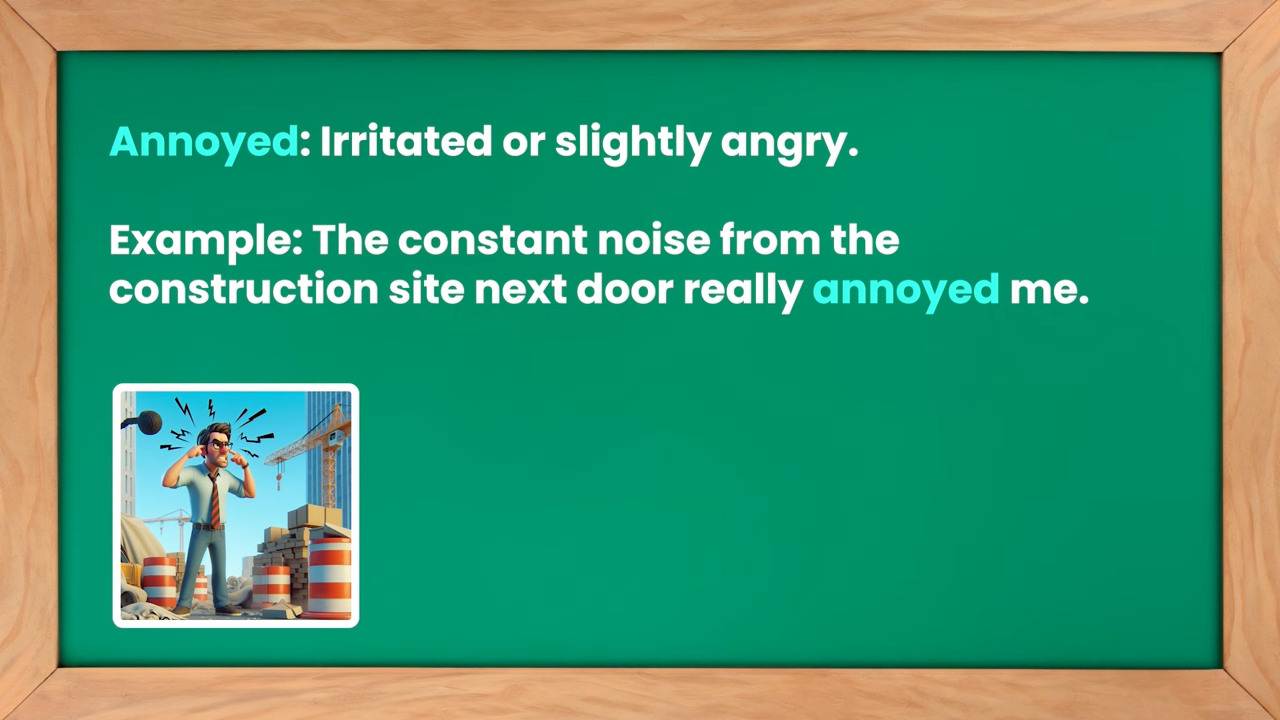 Annoyed: Irritated or slightly angry.
Example: The constant noise from the
construction site next door really annoyed me.